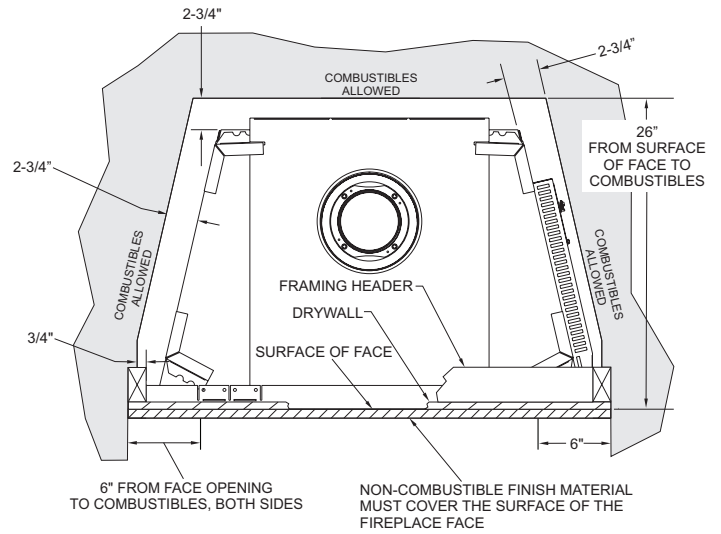 2-3/4"
2-3/4"
COMBUSTIBLES
ALLOWED
26"
FROM SURFACE
OF FACE TO
COMBUSTIBLES
2-3/4"
COMBUSTIBLES
ALLOWED
COMBUSTIBLES
ALLOWED
FRAMING HEADER
DRYWALL
3/4"
SURFACE OF FACE
6"
6" FROM FACE OPENING
TO COMBUSTIBLES, BOTH SIDES
NON-COMBUSTIBLE FINISH MATERIAL
MUST COVER THE SURFACE OF THE
FIREPLACE FACE